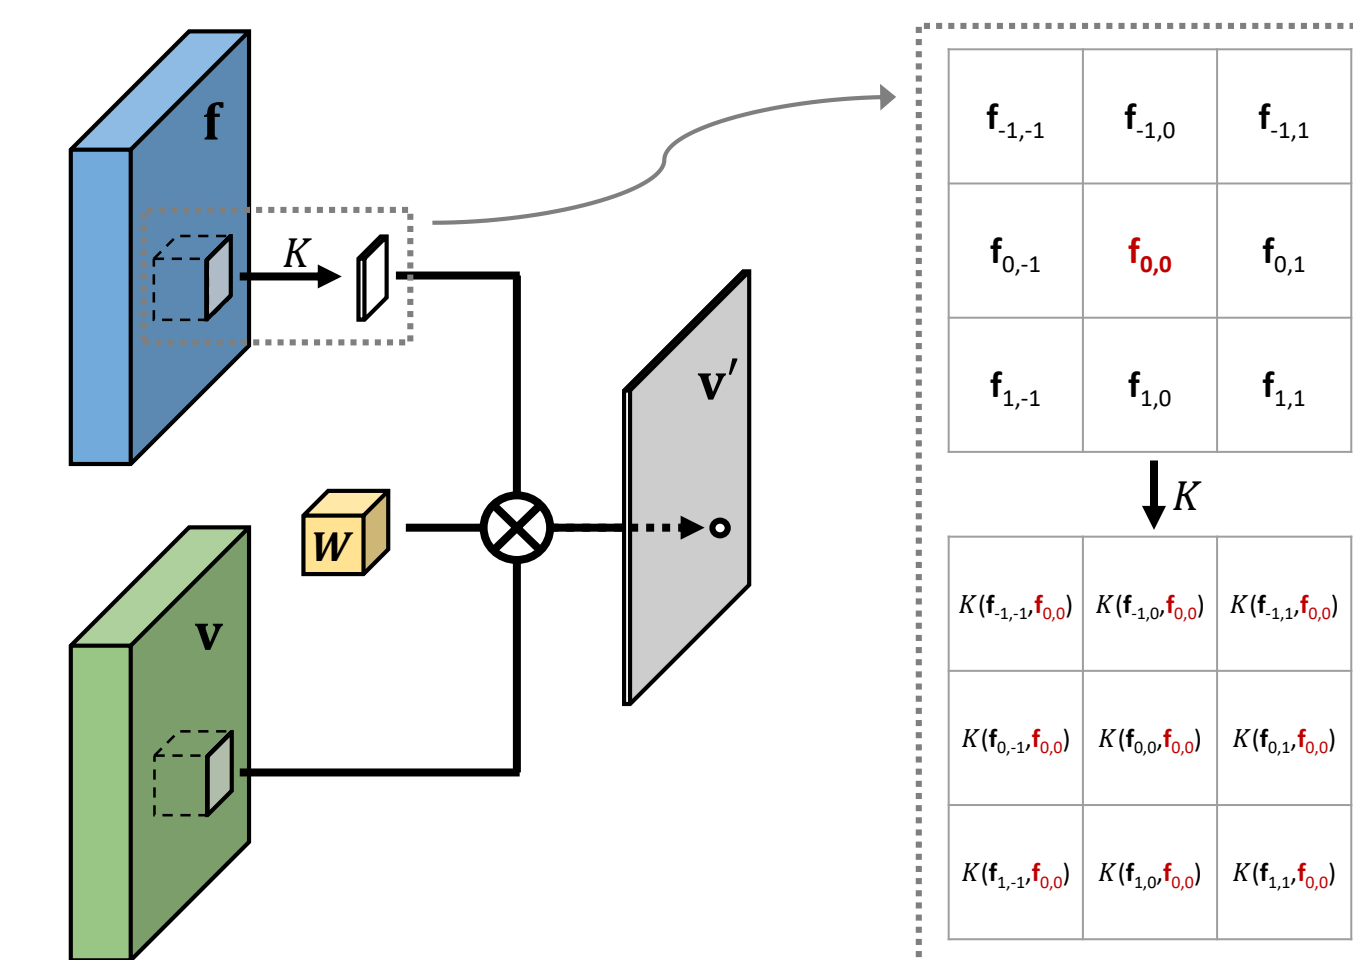 f
K
W
v
v′
f-1,-1 f-1,0 f-1,1
f0,-1 f0,0 f0,1
f1,-1 f1,0 f1,1
K
K(f-1,-1,f0,0) K(f-1,0,f0,0) K(f-1,1,f0,0)
K(f0,-1,f0,0) K(f0,0,f0,0) K(f0,1,f0,0)
K(f1,-1,f0,0) K(f1,0,f0,0) K(f1,1,f0,0)